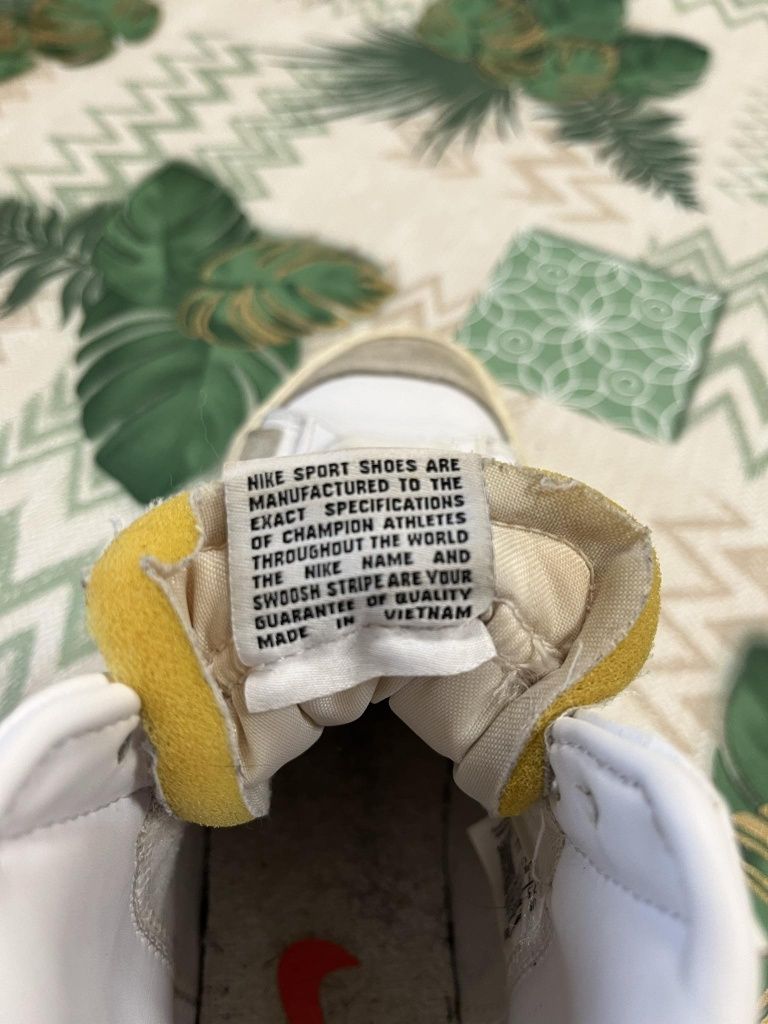 NIKE SPORT SHOES ARE
MANUFACTURED TO THE
EXACT SPECIFICATIONS
OF CHAMPION ATHLETES
THROUGHOUT THE WORLD
THE NIKE NAME AND
SWOOSH STRIPE ARE YOUR
GUARANTEE OF QUALITY
MADE IN VIETNAM